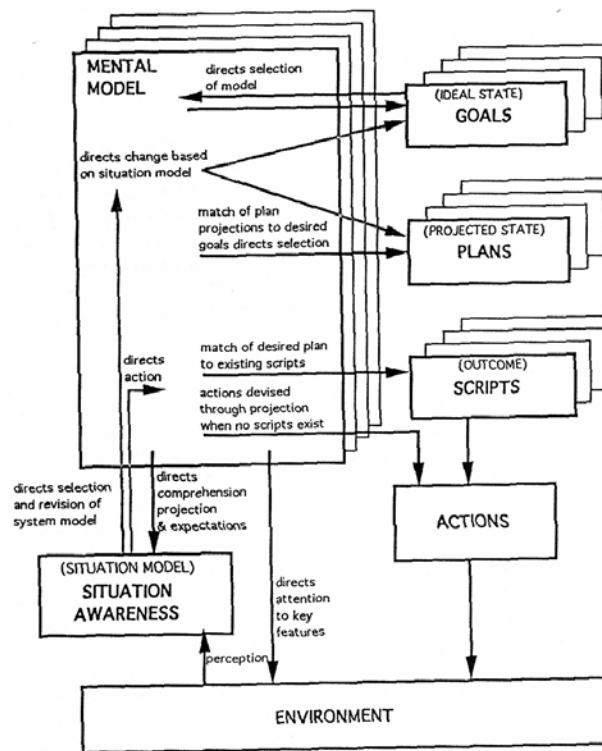 MENTAL
MODEL
directs selection
of model
(IDEAL STATE)
GOALS
directs change based
on situation model
match of plan
projections to desired
goals directs selection
(PROJECTED STATE)
PLANS
directs
action
match of desired plan
to existing scripts
(OUTCOME)
SCRIPTS
actions devised
through projection
when no scripts exist
directs selection
and revision of
system model
directs
comprehension
projection
& expectations
ACTIONS
(SITUATION MODEL)
SITUATION
AWARENESS
directs
attention
to key
features
perception
ENVIRONMENT